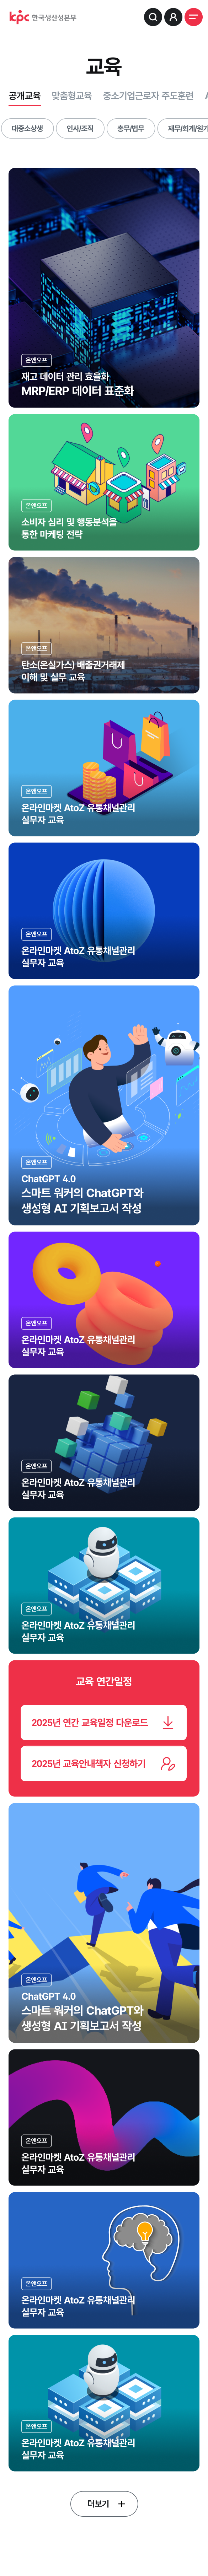 kpc 한국생산성본부
교육
공개교육 맞춤형교육 중소기업근로자 주도훈련
대중소상생 인사/조직 총무/법무 재무/회계/원가
온앤오프
재고 데이터 관리 효율화
MRP/ERP 데이터 표준화
온앤오프
소비자 심리 및 행동분석을
통한 마케팅 전략
온앤오프
탄소(온실가스) 배출권거래제
이해 및 실무 교육
온앤오프
온라인마켓 AtoZ 유통채널관리
실무자 교육
온앤오프
온라인마켓 AtoZ 유통채널관리
실무자 교육
온앤오프
ChatGPT 4.0
스마트 워커의 ChatGPT와
생성형 AI 기획보고서 작성
온앤오프
온라인마켓 AtoZ 유통채널관리
실무자 교육
온앤오프
온라인마켓 AtoZ 유통채널관리
실무자 교육
온앤오프
온라인마켓 AtoZ 유통채널관리
실무자 교육
교육 연간일정
2025년 연간 교육일정 다운로드
2025년 교육안내책자 신청하기
온앤오프
ChatGPT 4.0
스마트 워커의 ChatGPT와
생성형 AI 기획보고서 작성
온앤오프
온라인마켓 AtoZ 유통채널관리
실무자 교육
온앤오프
온라인마켓 AtoZ 유통채널관리
실무자 교육
온앤오프
온라인마켓 AtoZ 유통채널관리
실무자 교육
더보기